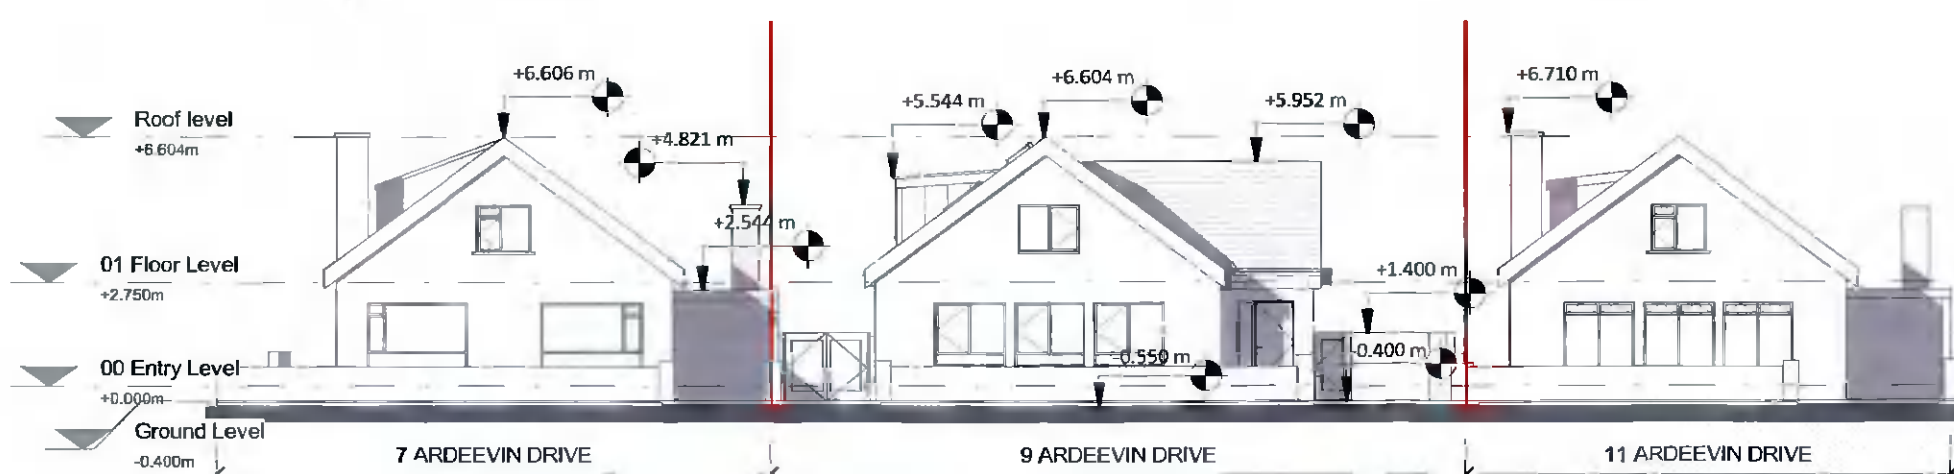 +6.606 m
+6.604 m
+6.710 m
+5.544 m
+5.952 m
Roof level
+6.604m
+4.821 m
+2.544 m
01 Floor Level
+2.750m
+1.400 m
-0.550 m
-0.400 m
00 Entry Level
+0.000m
Ground Level
-0.400m
7 ARDEEVIN DRIVE
9 ARDEEVIN DRIVE
11 ARDEEVIN DRIVE